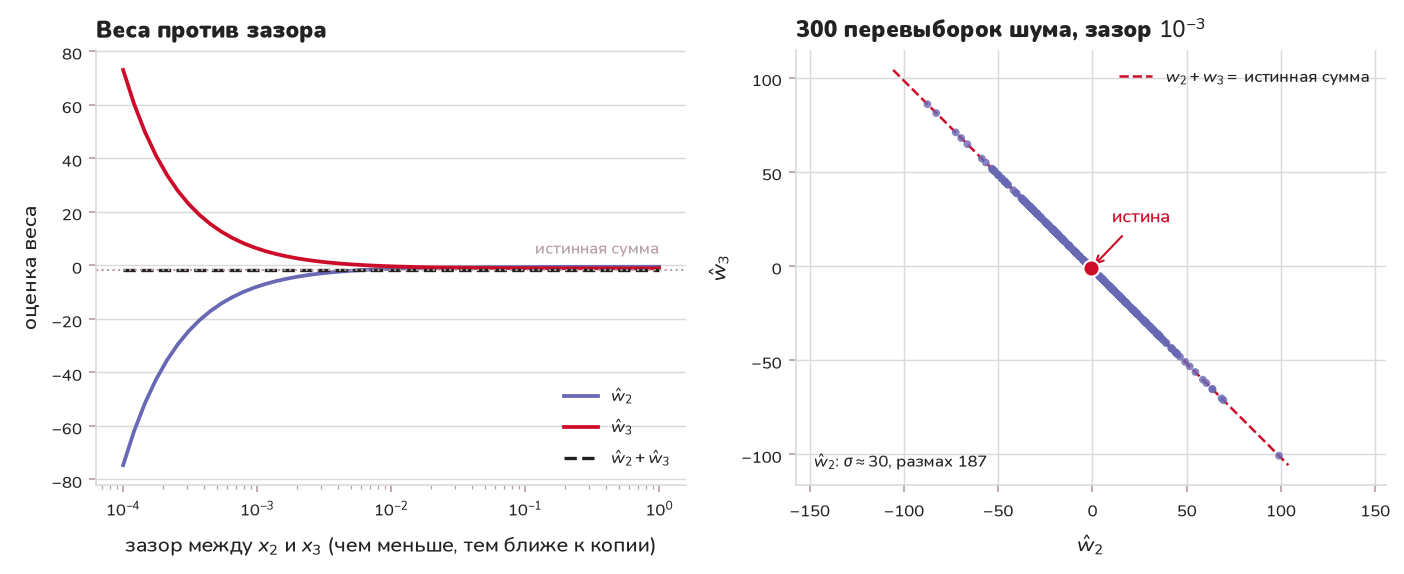 Веса против зазора
80
60
40
20
0
−20
−40
−60
−80
оценка веса
истинная сумма
ŵ₂
ŵ₃
ŵ₂ + ŵ₃
10⁻⁴
10⁻³
10⁻²
10⁻¹
10⁰
зазор между x₂ и x₃ (чем меньше, тем ближе к копии)
300 перевыборок шума, зазор 10⁻³
w₂ + w₃ = истинная сумма
100
50
0
−50
−100
ŵ₃
истина
ŵ₂: σ ≈ 30, размах 187
−150
−100
−50
0
50
100
150
ŵ₂